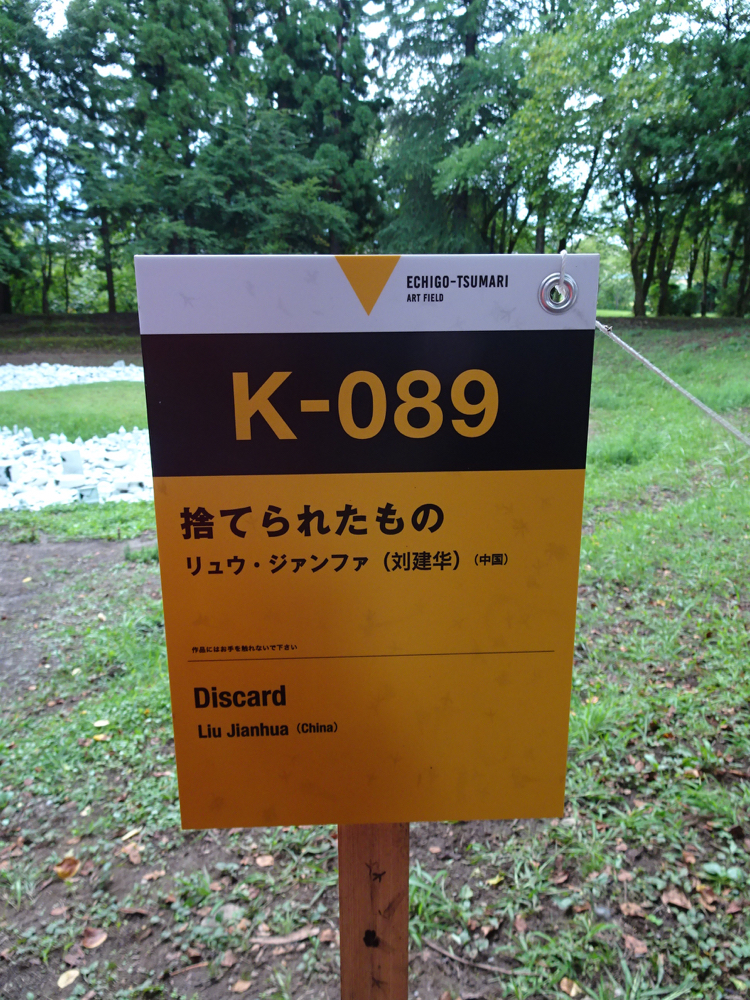 ECHIGO-TSUMARI
ART FIELD
K-089
捨てられたもの
リュウ・ジァンファ（刘建华）（中国）
作品にはお手を触れないで下さい
Discard
Liu Jianhua（China）